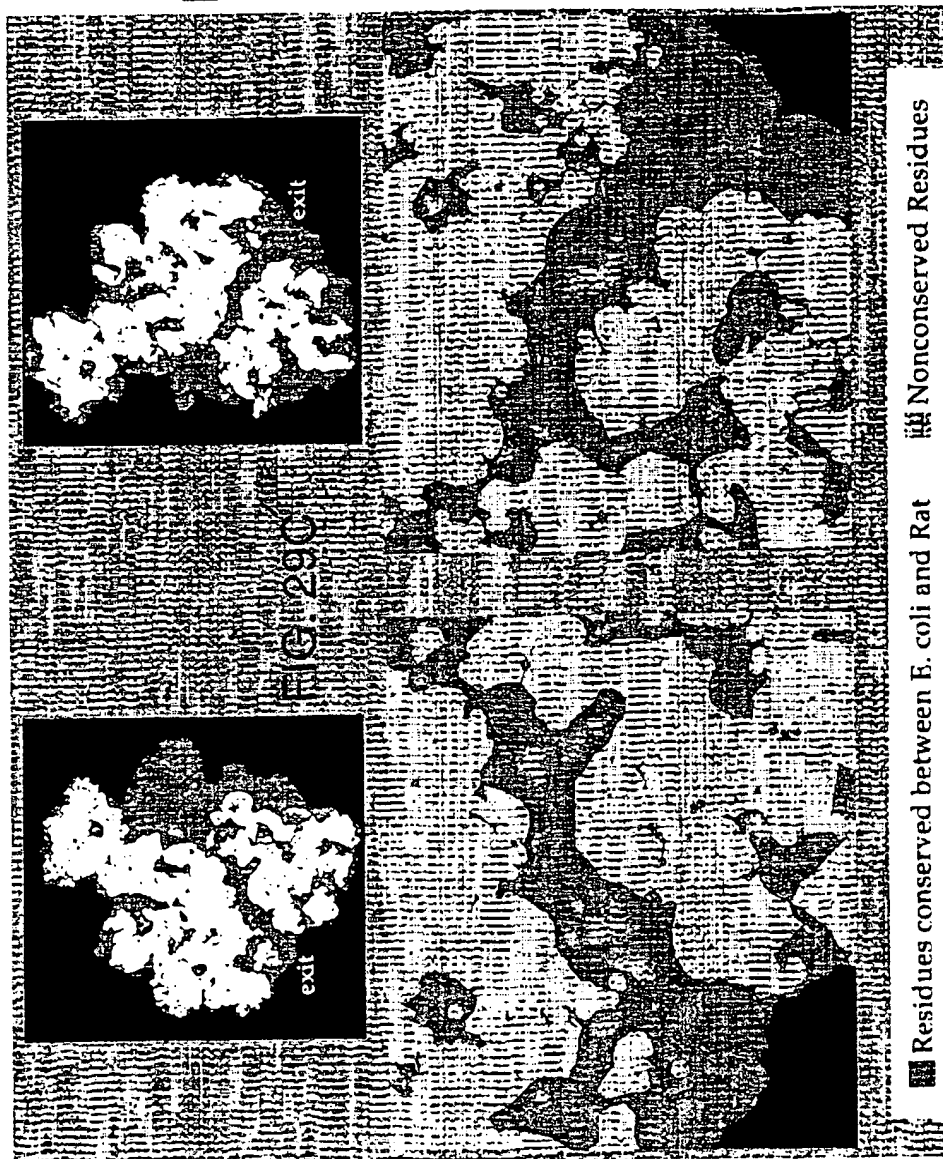 exit
exit
FIG. 29C
Residues conserved between E. coli and Rat
Nonconserved Residues